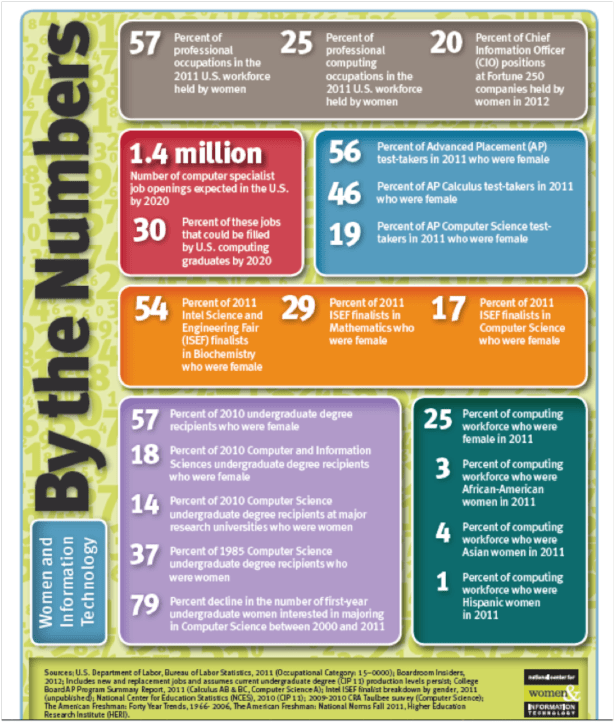 By the Numbers
Women and
Information
Technology
57
Percent of
professional
occupations in the
2011 U.S. workforce
held by women
25
Percent of
professional
computing
occupations in the
2011 U.S. workforce
held by women
20
Percent of Chief
Information Officer
(CIO) positions
at Fortune 250
companies held by
women in 2012
1.4 million
Number of computer specialist
job openings expected in the U.S.
by 2020
30
Percent of these jobs
that could be filled
by U.S. computing
graduates by 2020
56
Percent of Advanced Placement (AP)
test-takers in 2011 who were female
46
Percent of AP Calculus test-takers in 2011
who were female
19
Percent of AP Computer Science test-
takers in 2011 who were female
54
Percent of 2011
Intel Science and
Engineering Fair
(ISEF) finalists
in Biochemistry
who were female
29
Percent of 2011
ISEF finalists in
Mathematics who
were female
17
Percent of 2011
ISEF finalists in
Computer Science
who were female
57
Percent of 2010 undergraduate degree
recipients who were female
18
Percent of 2010 Computer and Information
Sciences undergraduate degree recipients
who were female
14
Percent of 2010 Computer Science
undergraduate degree recipients at major
research universities who were women
37
Percent of 1985 Computer Science
undergraduate degree recipients who
were women
79
Percent decline in the number of first-year
undergraduate women interested in majoring
in Computer Science between 2000 and 2011
25
Percent of computing
workforce who were
female in 2011
3
Percent of computing
workforce who were
African-American
women in 2011
4
Percent of computing
workforce who were
Asian women in 2011
1
Percent of computing
workforce who were
Hispanic women
in 2011
Sources: U.S. Department of Labor, Bureau of Labor Statistics, 2011 (Occupational Category: 15-0000); Boardroom Insiders,
2012; Includes new and replacement jobs and assumes current undergraduate degree (CIP 11) production levels persist; College
Board AP Program Summary Report, 2011 (Calculus AB & BC, Computer Science A); Intel ISEF finalist breakdown by gender, 2011
(unpublished); National Center for Education Statistics (NCES), 2010 (CIP 11); 2009-2010 CRA Taulbee survey (Computer Science);
The American Freshman: Forty Year Trends, 1966- 2006, The American Freshman: National Norms Fall 2011, Higher Education
Research Institute (HERI).
national center for
women&
INFORMATION
TECHNOLOGY